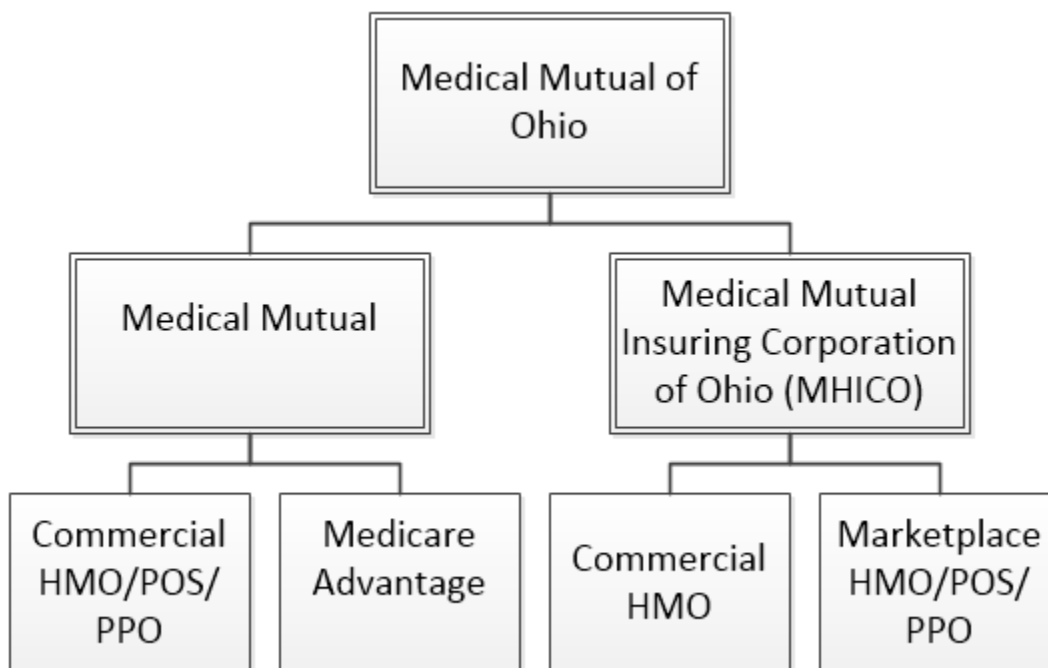 Medical Mutual of
Ohio
Medical Mutual
Medical Mutual
Insuring Corporation
of Ohio (MHICO)
Commercial
HMO/POS/
PPO
Medicare
Advantage
Commercial
HMO
Marketplace
HMO/POS/
PPO